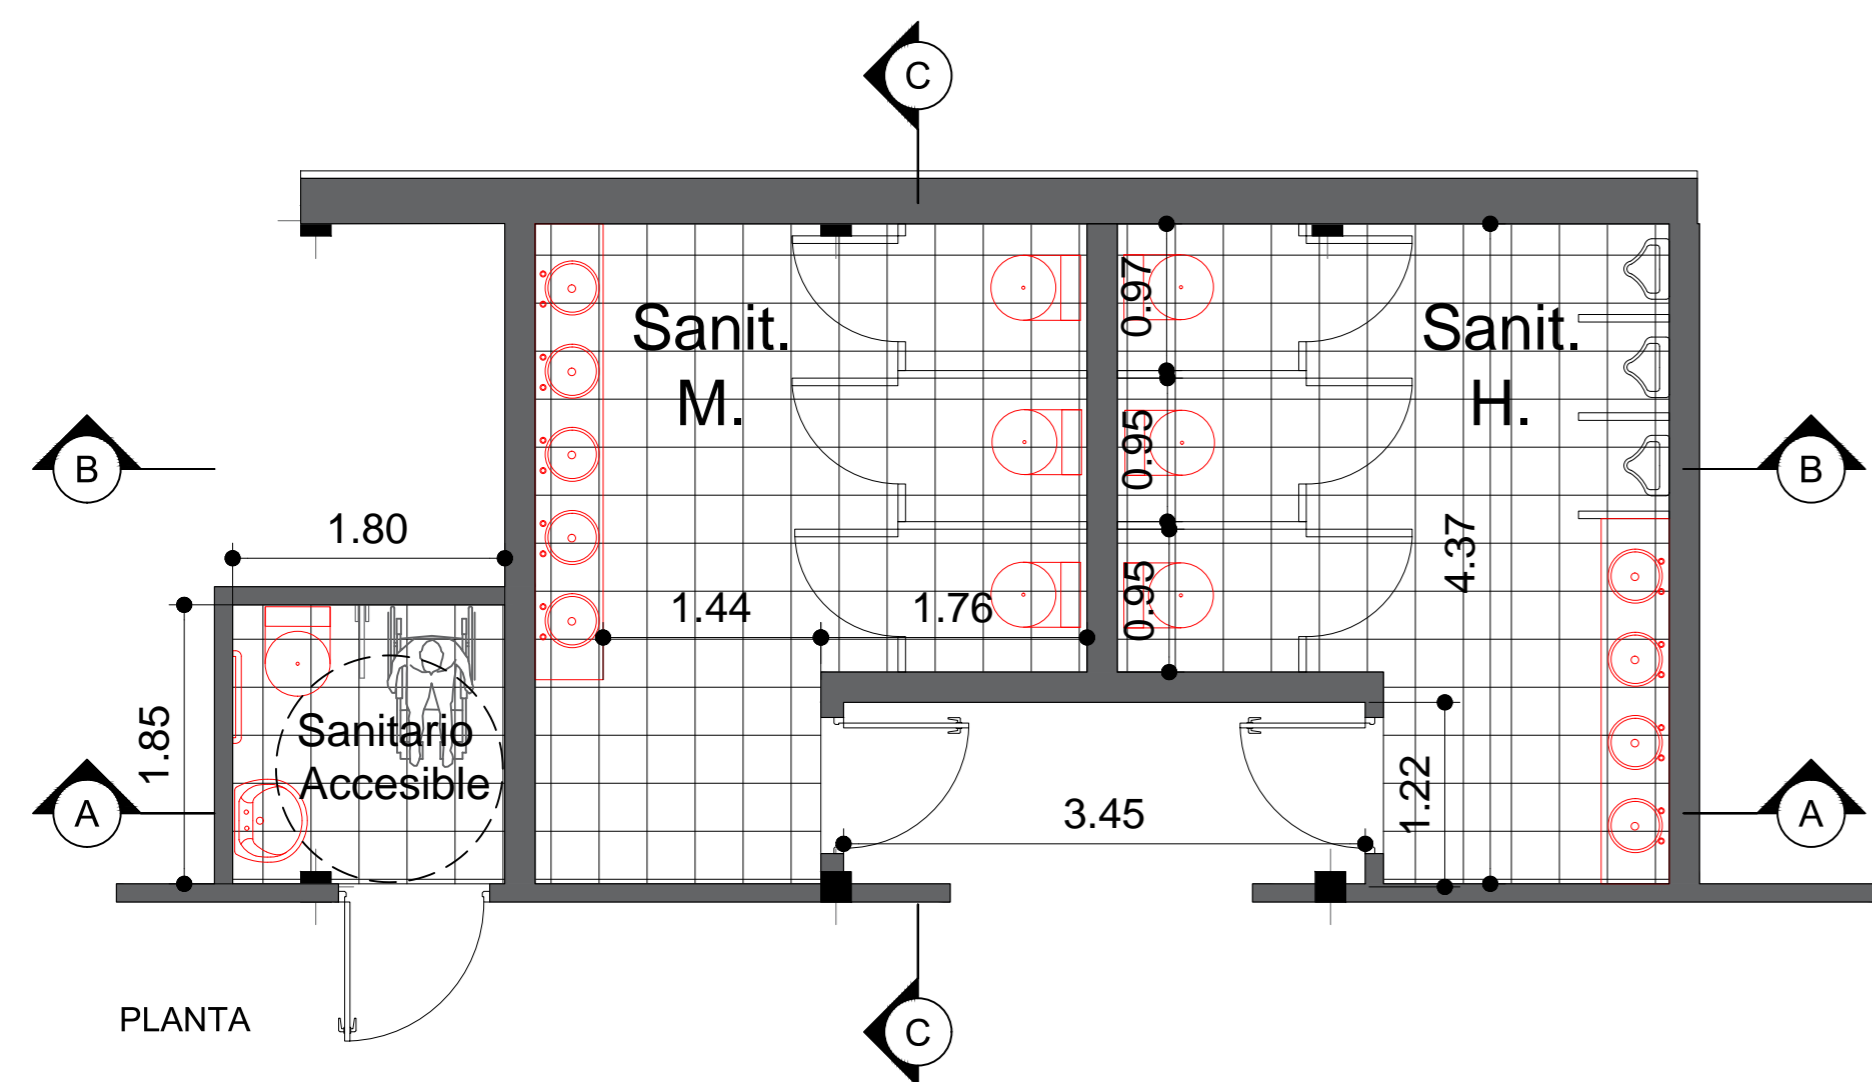 C
Sanit.
M.
0.97
Sanit.
H.
0.95
B
B
1.80
4.37
1.44
1.76
0.95
1.85
Sanitario
Accesible
A
3.45
1.22
A
PLANTA
C